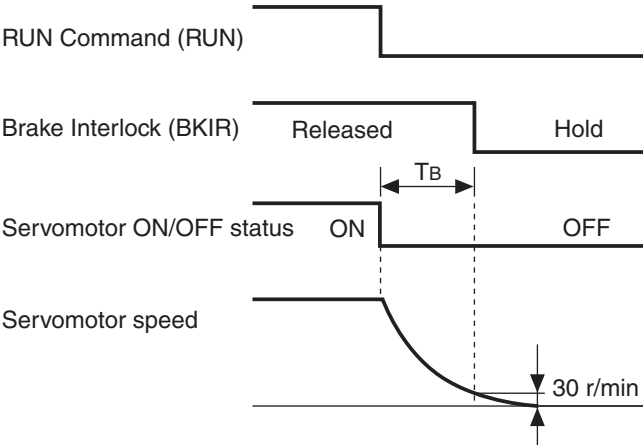 RUN Command (RUN)
Brake Interlock (BKIR) Released Hold
TB
Servomotor ON/OFF status ON OFF
Servomotor speed
30 r/min